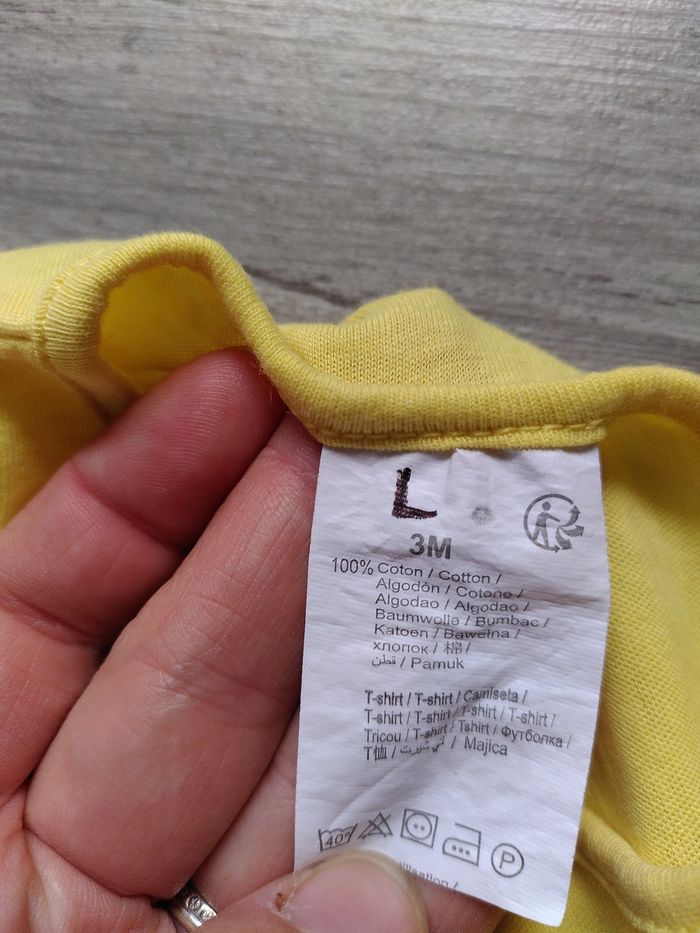 L
3M
100% Coton / Cotton /
Algodón / Cotone /
Algodao / Algodao /
Baumwolle / Bumbac /
Katoen / Bawełna /
хлопок / 棉 /
قطن / Pamuk
T-shirt / T-shirt / Camiseta /
T-shirt / T-shirt / T-shirt / T-shirt /
Tricou / T-shirt / Tshirt / Футболка /
T恤 / تي شيرت / Majica
40°
P